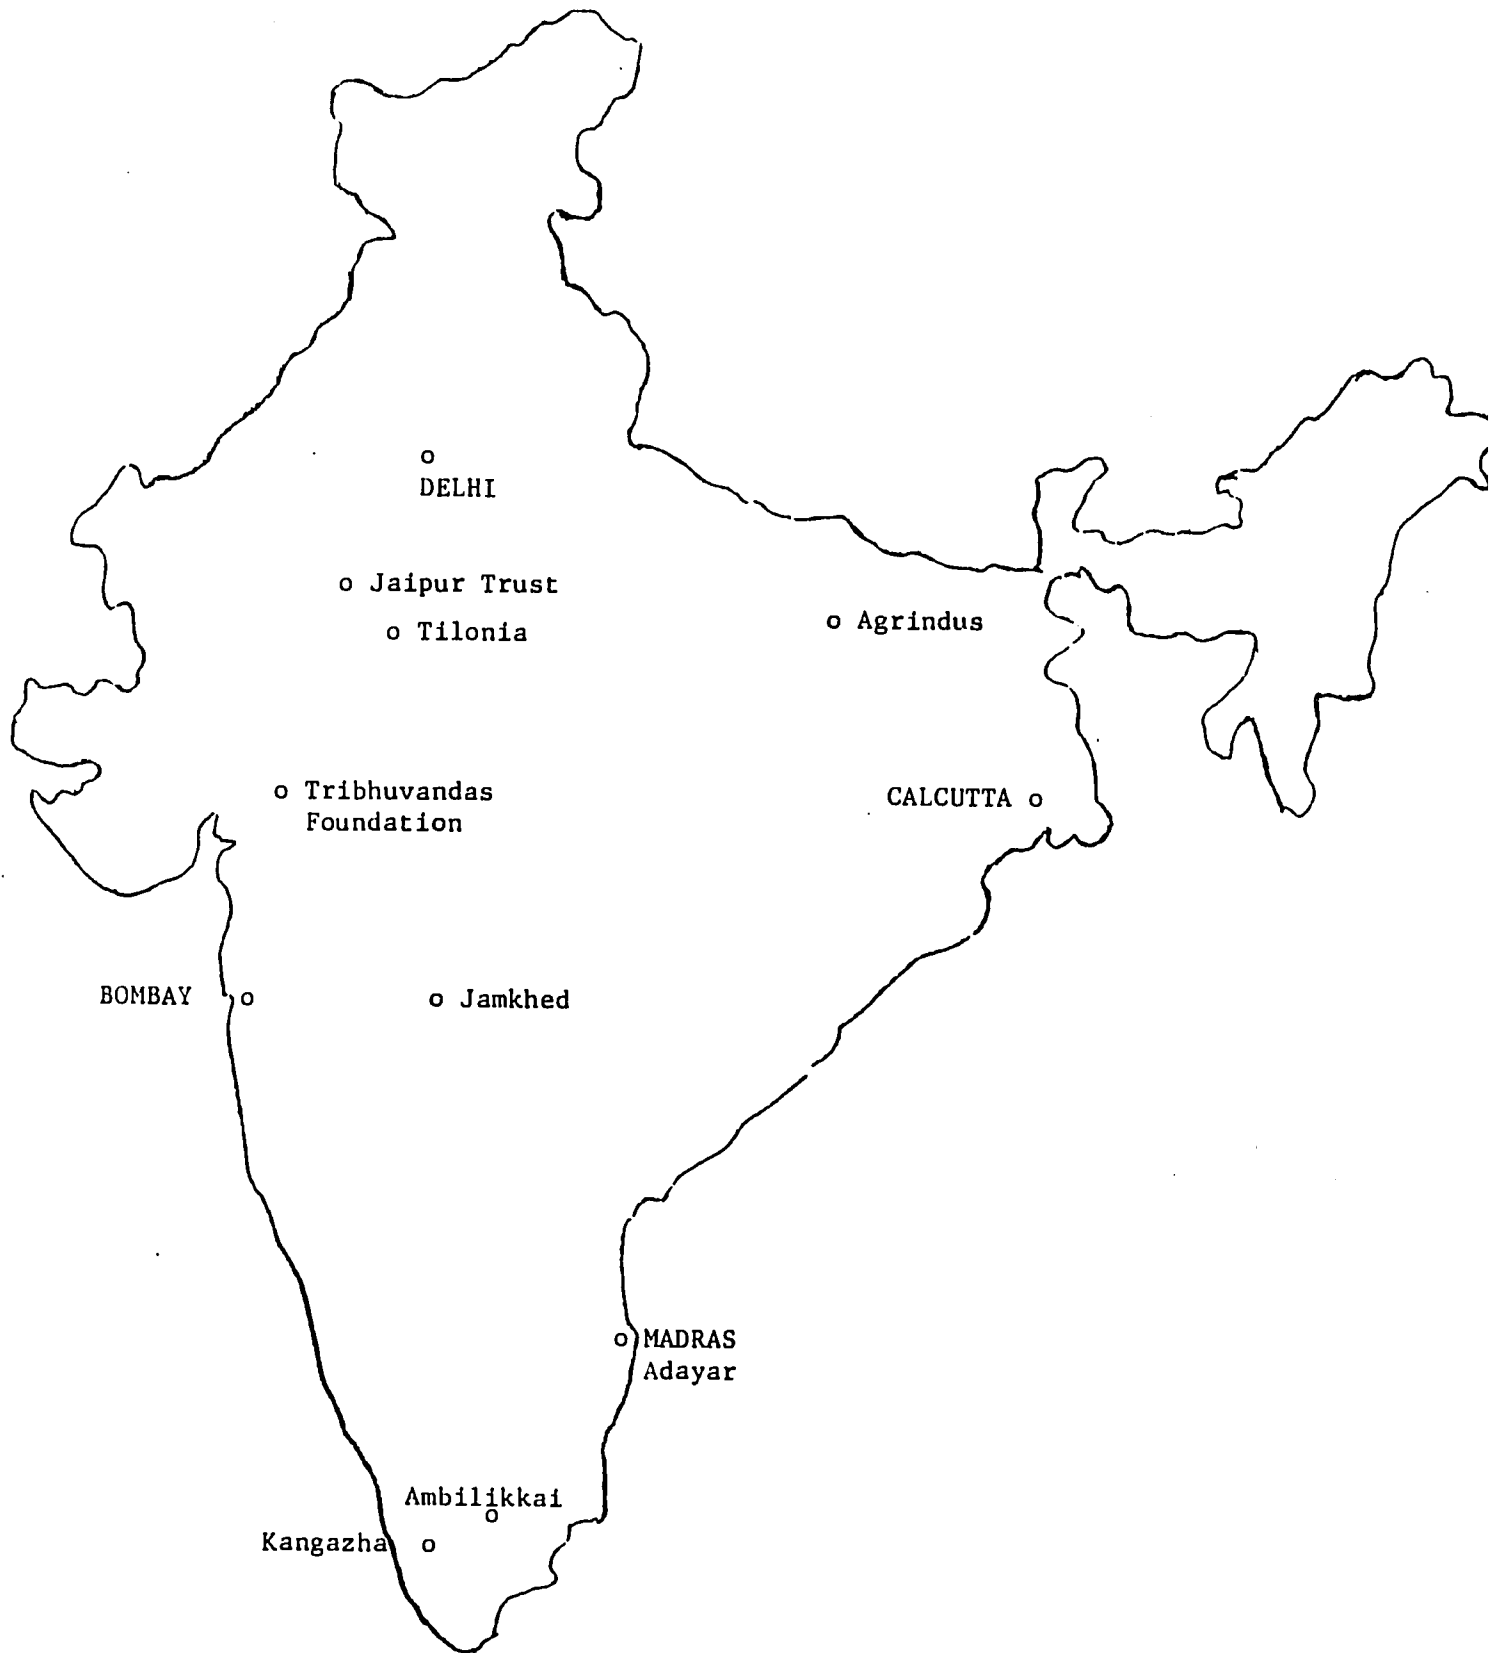 DELHI
Jaipur Trust
Tilonia
Agrindus
Tribhuvandas
Foundation
CALCUTTA
BOMBAY
Jamkhed
MADRAS
Adayar
Ambilikkai
Kangazha